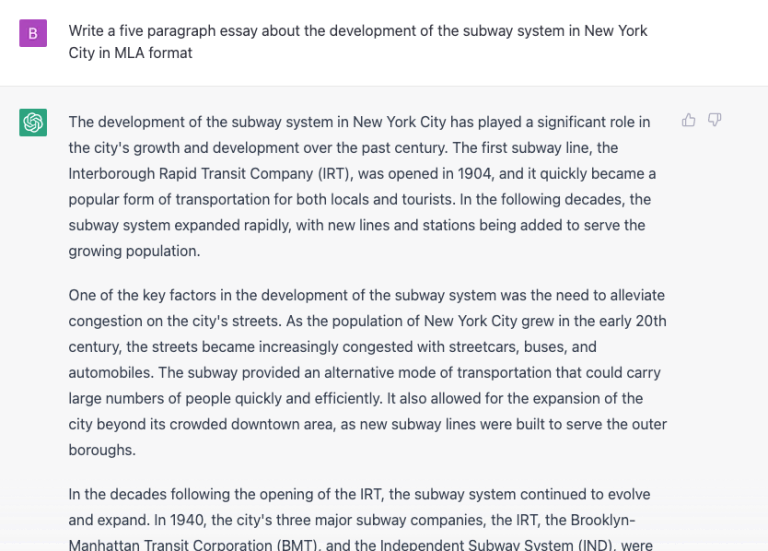 B
Write a five paragraph essay about the development of the subway system in New York
City in MLA format
The development of the subway system in New York City has played a significant role in
the city's growth and development over the past century. The first subway line, the
Interborough Rapid Transit Company (IRT), was opened in 1904, and it quickly became a
popular form of transportation for both locals and tourists. In the following decades, the
subway system expanded rapidly, with new lines and stations being added to serve the
growing population.
One of the key factors in the development of the subway system was the need to alleviate
congestion on the city's streets. As the population of New York City grew in the early 20th
century, the streets became increasingly congested with streetcars, buses, and
automobiles. The subway provided an alternative mode of transportation that could carry
large numbers of people quickly and efficiently. It also allowed for the expansion of the
city beyond its crowded downtown area, as new subway lines were built to serve the outer
boroughs.
In the decades following the opening of the IRT, the subway system continued to evolve
and expand. In 1940, the city's three major subway companies, the IRT, the Brooklyn-
Manhattan Transit Corporation (BMT), and the Independent Subway System (IND), were